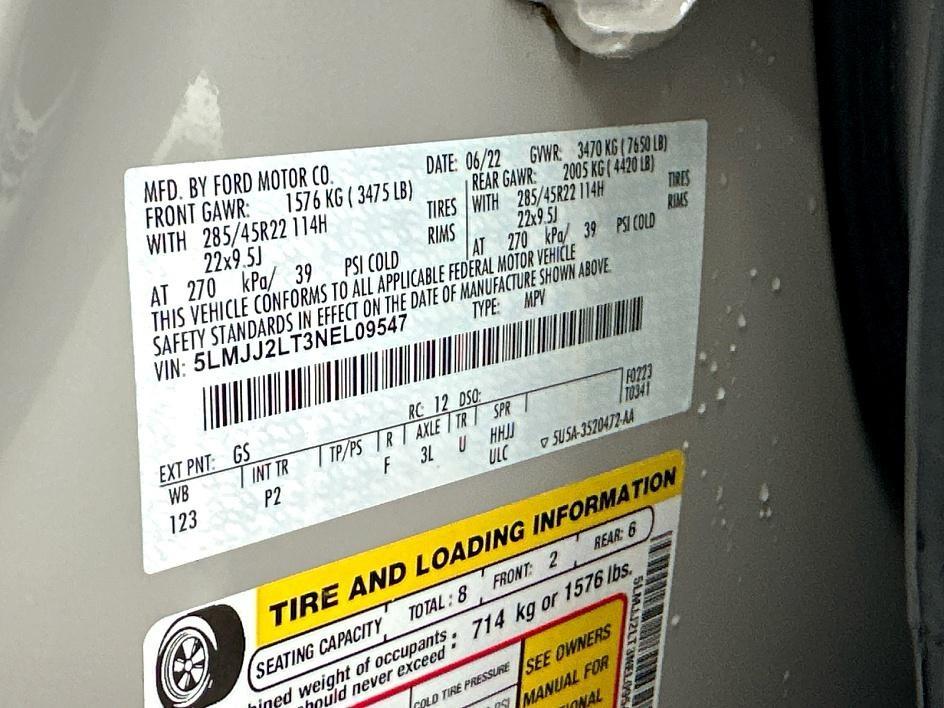 MFD. BY FORD MOTOR CO. DATE: 06/22 GVWR: 3470 KG ( 7650 LB)
FRONT GAWR: 1576 KG ( 3475 LB) REAR GAWR: 2005 KG ( 4420 LB)
WITH 285/45R22 114H TIRES WITH 285/45R22 114H TIRES
22x9.5J RIMS 22x9.5J RIMS
AT 270 kPa/ 39 PSI COLD AT 270 kPa/ 39 PSI COLD
THIS VEHICLE CONFORMS TO ALL APPLICABLE FEDERAL MOTOR VEHICLE
SAFETY STANDARDS IN EFFECT ON THE DATE OF MANUFACTURE SHOWN ABOVE.
VIN: 5LMJJ2LT3NEL09547 TYPE: MPV
F0223
RC: 12 DSO: T0341
EXT PNT: GS
WB INT TR TP/PS R AXLE TR SPR
123 P2 F 3L U HHJJ
ULC ▽ 5U5A-3520472-AA
TIRE AND LOADING INFORMATION
SEATING CAPACITY TOTAL: 8 FRONT: 2 REAR: 6
weight of occupants : 714 kg or 1576 lbs.
should never exceed :
COLD TIRE PRESSURE SEE OWNERS
MANUAL FOR